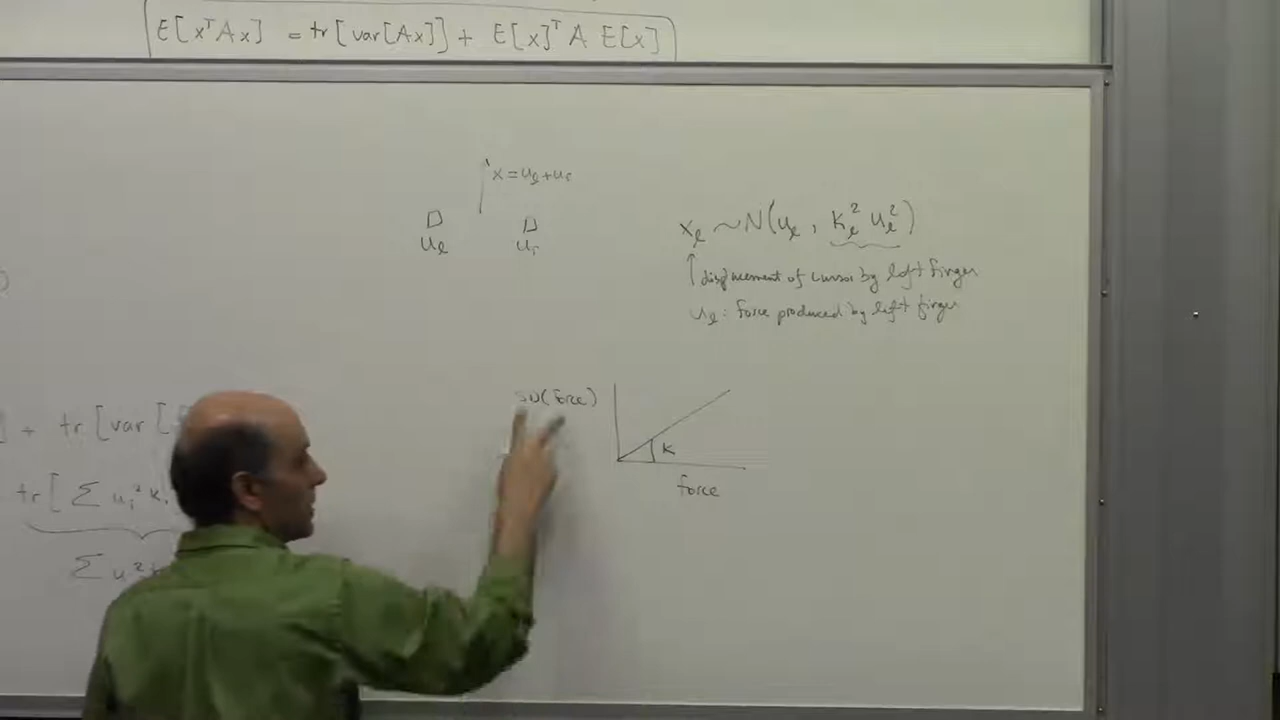 E[xᵀAx] = tr[var[Ax]] + E[x]ᵀ A E[x]
x = uₗ + uᵣ
uₗ uᵣ
xₗ ~ N(uₗ, kₗ² uₗ²)
↑ displacement of cursor by left finger
uₗ: force produced by left finger
SD(force)
k
force
] + tr[var[
tr[ Σ uᵢ² k
Σ u²